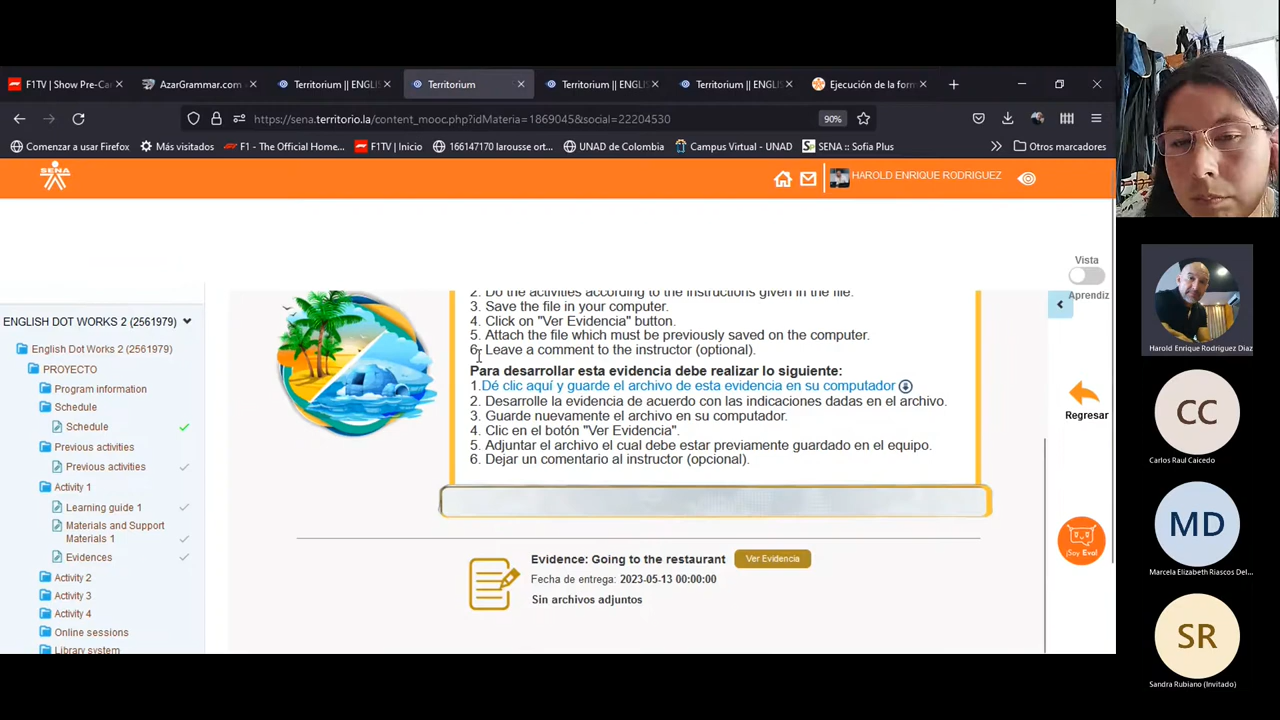 F1TV | Show Pre-Ca
AzarGrammar.com
Territorium || ENGLIS
Territorium
Territorium || ENGLIS
Territorium || ENGLIS
Ejecución de la form
https://sena.territorio.la/content_mooc.php?idMateria=1869045&social=22204530
90%
Comenzar a usar Firefox
Más visitados
F1 - The Official Home...
F1TV | Inicio
166147170 larousse ort...
UNAD de Colombia
Campus Virtual - UNAD
SENA :: Sofia Plus
Otros marcadores
SENA
HAROLD ENRIQUE RODRIGUEZ
Vista
Aprendiz
ENGLISH DOT WORKS 2 (2561979)
English Dot Works 2 (2561979)
PROYECTO
Program information
Schedule
Schedule
Previous activities
Previous activities
Activity 1
Learning guide 1
Materials and Support
Materials 1
Evidences
Activity 2
Activity 3
Activity 4
Online sessions
Library system
2. Do the activities according to the instructions given in the file.
3. Save the file in your computer.
4. Click on "Ver Evidencia" button.
5. Attach the file which must be previously saved on the computer.
6. Leave a comment to the instructor (optional).
Para desarrollar esta evidencia debe realizar lo siguiente:
1.Dé clic aquí y guarde el archivo de esta evidencia en su computador
2. Desarrolle la evidencia de acuerdo con las indicaciones dadas en el archivo.
3. Guarde nuevamente el archivo en su computador.
4. Clic en el botón "Ver Evidencia".
5. Adjuntar el archivo el cual debe estar previamente guardado en el equipo.
6. Dejar un comentario al instructor (opcional).
Evidence: Going to the restaurant
Ver Evidencia
Fecha de entrega: 2023-05-13 00:00:00
Sin archivos adjuntos
Regresar
¡Soy Eva!
Harold Enrique Rodriguez Diaz
CC
Carlos Raul Caicedo
MD
Marcela Elizabeth Riascos Del...
SR
Sandra Rubiano (Invitado)